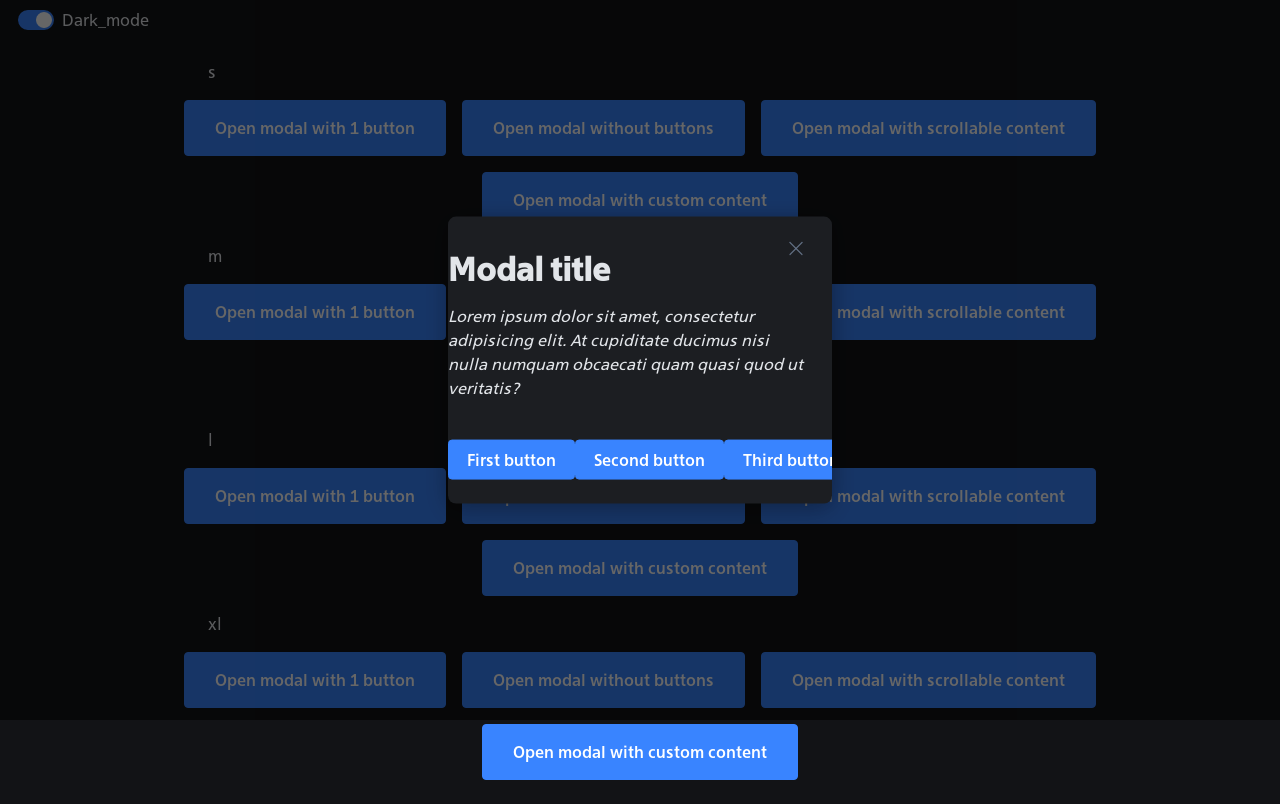 Dark_mode
s
Open modal with 1 button
Open modal without buttons
Open modal with scrollable content
Open modal with custom content
m
Open modal with 1 button
modal with scrollable content
Modal title
Lorem ipsum dolor sit amet, consectetur
adipisicing elit. At cupiditate ducimus nisi
nulla numquam obcaecati quam quasi quod ut
veritatis?
First button
Second button
Third button
l
Open modal with 1 button
modal with scrollable content
Open modal with custom content
xl
Open modal with 1 button
Open modal without buttons
Open modal with scrollable content
Open modal with custom content